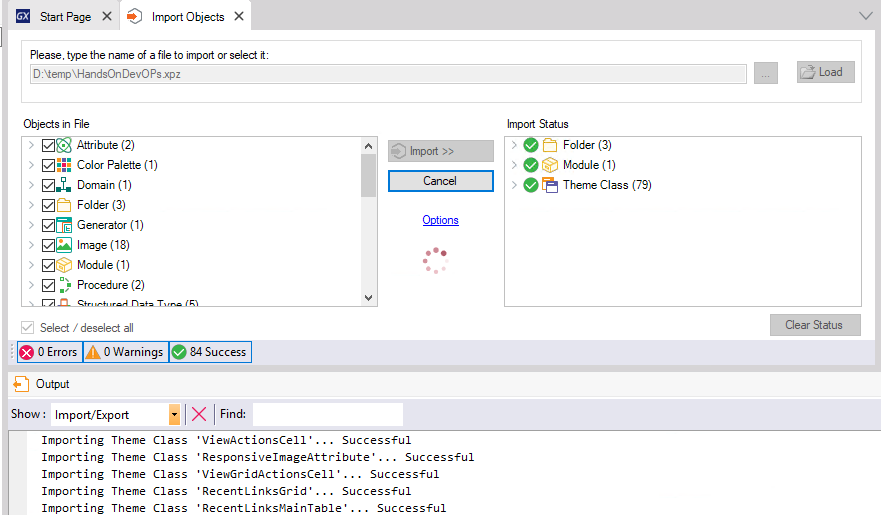 GX Start Page Import Objects
Please, type the name of a file to import or select it:
D:\temp\HandsOnDevOPs.xpz ... Load
Objects in File Import Status
Attribute (2) Import >> Folder (3)
Color Palette (1) Module (1)
Domain (1) Cancel Theme Class (79)
Folder (3)
Generator (1) Options
Image (18)
Module (1)
Procedure (2)
Structured Data Type (5)
Select / deselect all Clear Status
0 Errors 0 Warnings 84 Success
Output
Show: Import/Export Find:
Importing Theme Class 'ViewActionsCell'... Successful
Importing Theme Class 'ResponsiveImageAttribute'... Successful
Importing Theme Class 'ViewGridActionsCell'... Successful
Importing Theme Class 'RecentLinksGrid'... Successful
Importing Theme Class 'RecentLinksMainTable'... Successful